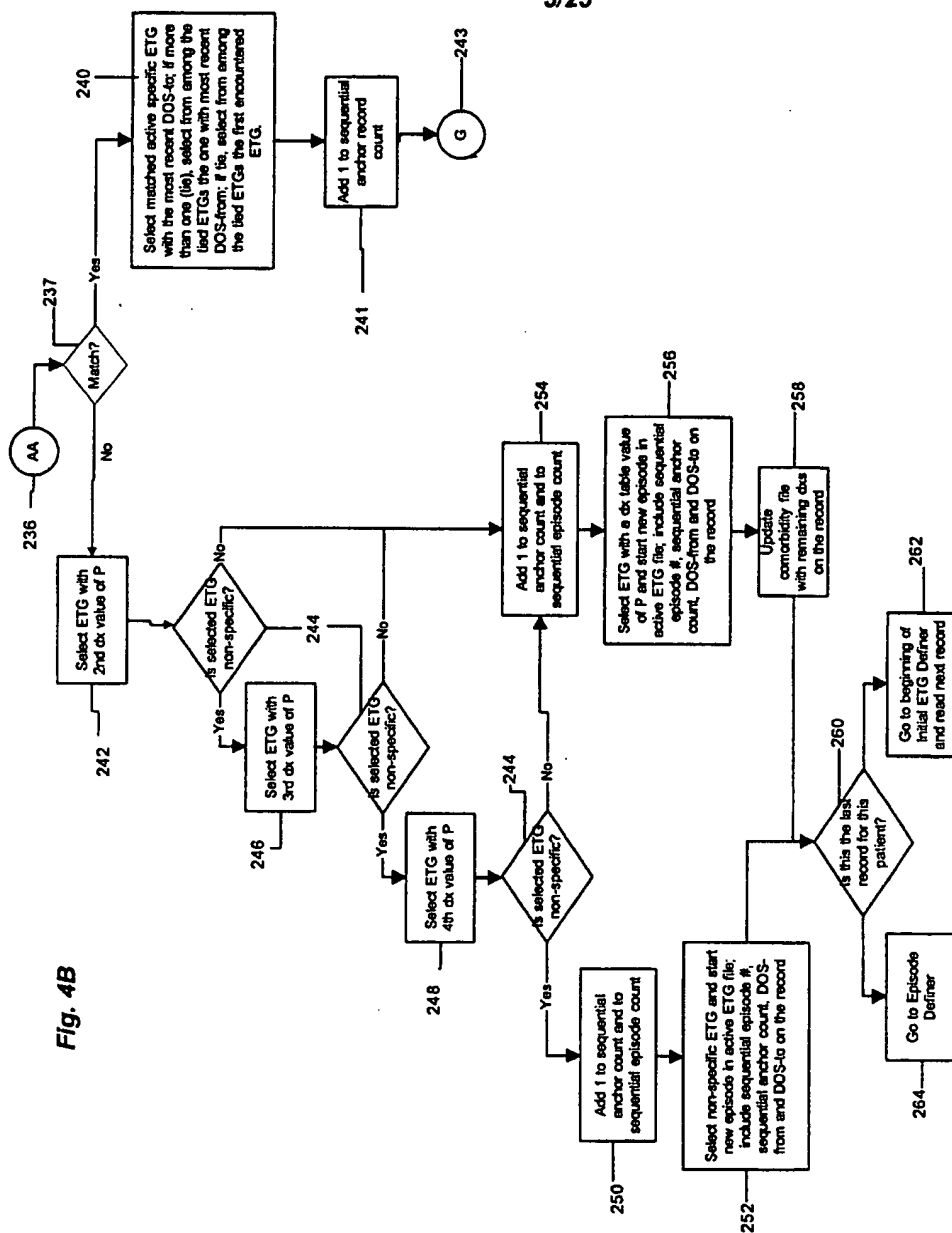 3/25
Fig. 4B
AA
236
237
Match?
Yes
No
240
Select matched active specific ETG
with the most recent DOS-to; if more
than one (tie), select from among the
tied ETGs the one with most recent
DOS-from; if tie, select from among
the tied ETGs the first encountered
ETG.
241
Add 1 to sequential
anchor record
count
243
G
242
Select ETG with
2nd dx value of P
Is selected ETG
non-specific?
No
Yes
244
246
Select ETG with
3rd dx value of P
Is selected ETG
non-specific?
No
Yes
248
Select ETG with
4th dx value of P
244
Is selected ETG
non-specific?
No
Yes
254
Add 1 to sequential
anchor count and to
sequential episode count
256
Select ETG with a dx table value
of P and start new episode in
active ETG file; include sequential
episode #, sequential anchor
count, DOS-from and DOS-to on
the record
258
Update
comorbidity file
with remaining dxs
on the record
250
Add 1 to sequential
anchor count and to
sequential episode count
252
Select non-specific ETG and start
new episode in active ETG file;
include sequential episode #,
sequential anchor count, DOS-
from and DOS-to on the record
260
Is this the last
record for this
patient?
262
Go to beginning of
Initial ETG Definer
and read next record
264
Go to Episode
Definer